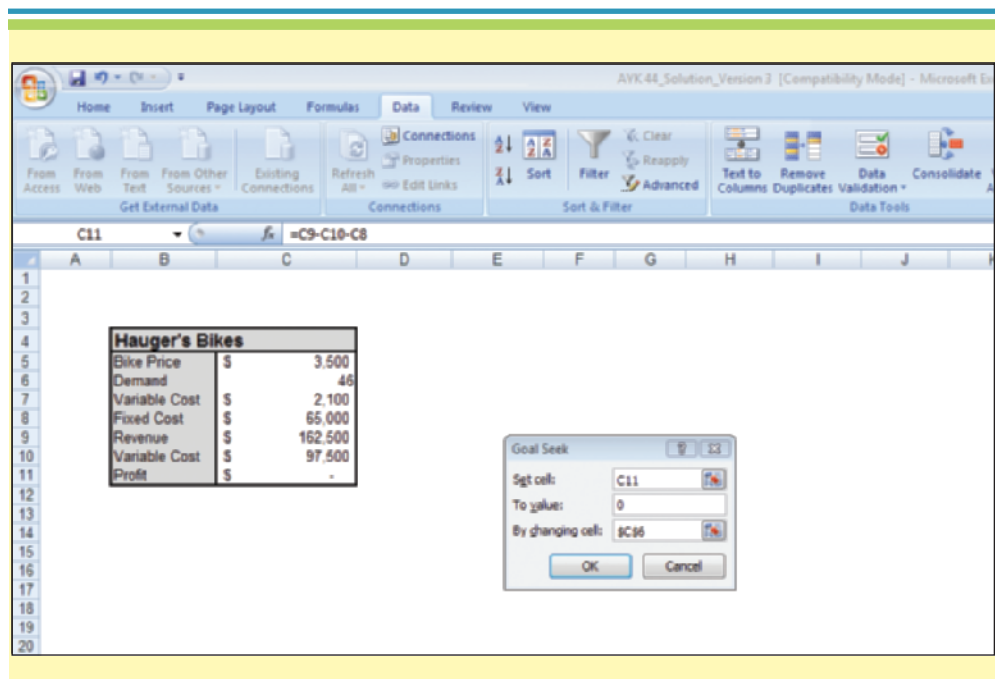 AYK 44_Solution_Version 3 [Compatibility Mode] - Microsoft Ex
Home Insert Page Layout Formulas Data Review View
From Access
From Web
From Text
From Other Sources
Existing Connections
Get External Data
Refresh All
Connections
Properties
Edit Links
Connections
Sort
Filter
Clear
Reapply
Advanced
Sort & Filter
Text to Columns
Remove Duplicates
Data Validation
Consolidate
Data Tools
C11 fx =C9-C10-C8
A B C D E F G H I J K
1
2
3
4 Hauger's Bikes
5 Bike Price $ 3,500
6 Demand 46
7 Variable Cost $ 2,100
8 Fixed Cost $ 65,000
9 Revenue $ 162,500
10 Variable Cost $ 97,500
11 Profit $ -
12
13
14
15
16
17
18
19
20
Goal Seek
Set cell: C11
To value: 0
By changing cell: $C$6
OK Cancel